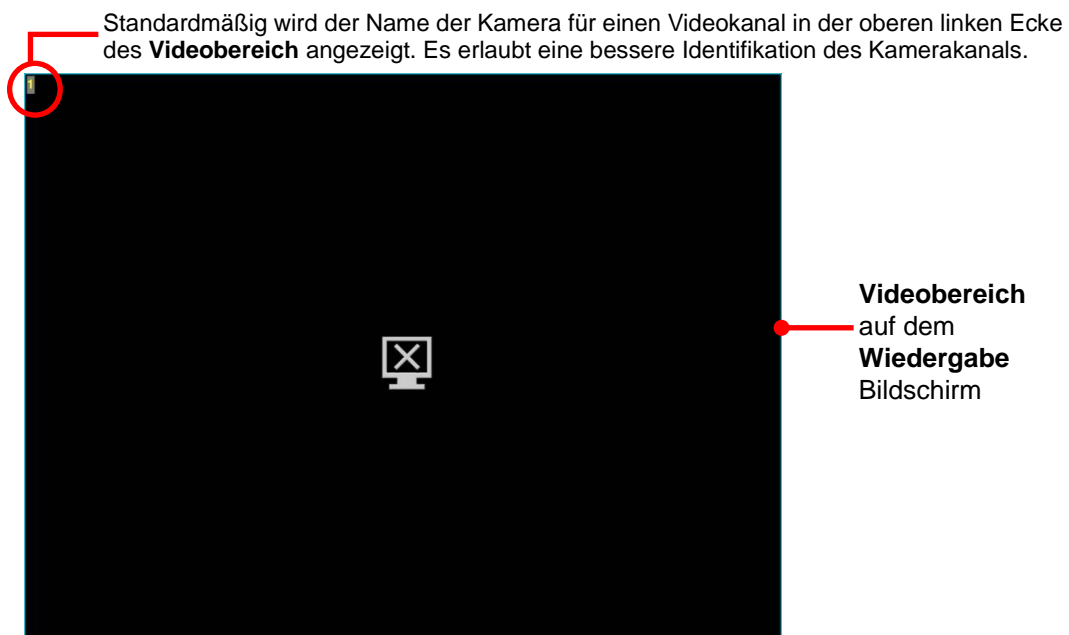 Standardmäßig wird der Name der Kamera für einen Videokanal in der oberen linken Ecke
des Videobereich angezeigt. Es erlaubt eine bessere Identifikation des Kamerakanals.
1
Videobereich
auf dem
Wiedergabe
Bildschirm